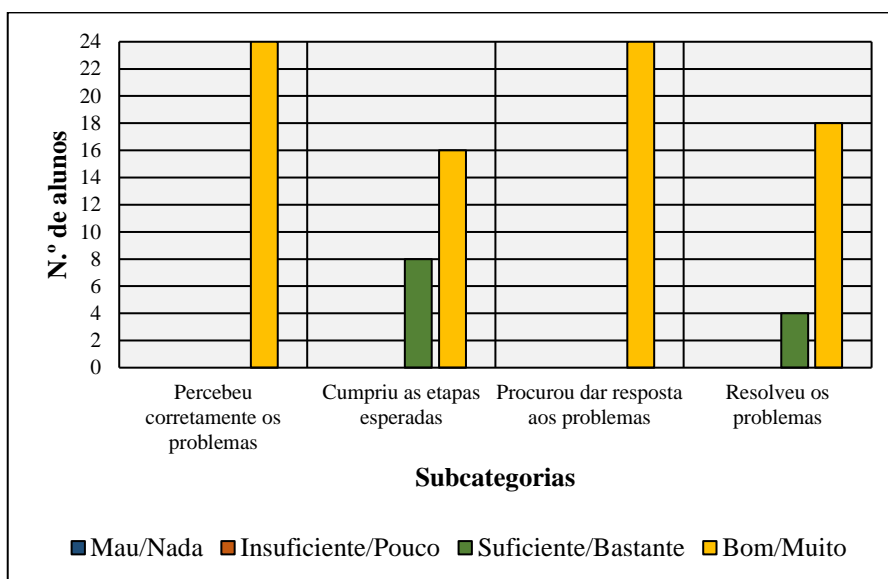 24
22
20
18
16
14
12
10
8
6
4
2
0
N.º de alunos
Percebeu
corretamente os
problemas
Cumpriu as etapas
esperadas
Procurou dar resposta
aos problemas
Resolveu os
problemas
Subcategorias
Mau/Nada Insuficiente/Pouco Suficiente/Bastante Bom/Muito